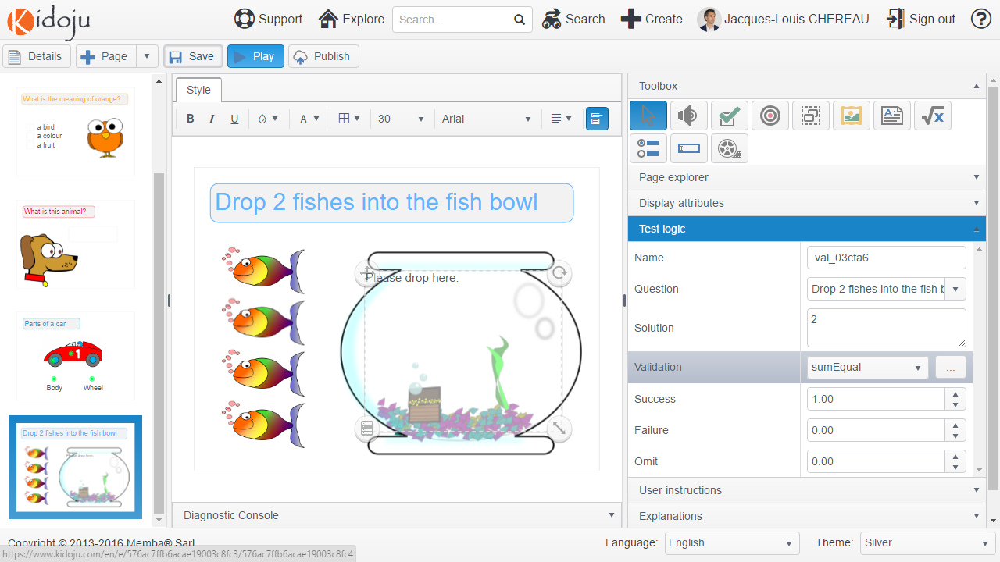 Kidoju
Support
Explore
Search...
Search
Create
Jacques-Louis CHEREAU
Sign out
Details
Page
Save
Play
Publish
What is the meaning of orange?
a bird
a colour
a fruit
What is this animal?
Parts of a car
1
Body
Wheel
Drop 2 fishes into the fish bowl
Please drop here.
Style
B I U A 30 Arial
Drop 2 fishes into the fish bowl
Please drop here.
Diagnostic Console
Toolbox
Page explorer
Display attributes
Test logic
Name val_03cfa6
Question Drop 2 fishes into the fish b
Solution 2
Validation sumEqual ...
Success 1.00
Failure 0.00
Omit 0.00
User instructions
Explanations
Copyright © 2013-2016 Memba® Sarl
Language: English Theme: Silver
https://www.kidoju.com/en/e/576ac7ffb6acae19003c8fc3/576ac7ffb6acae19003c8fc4